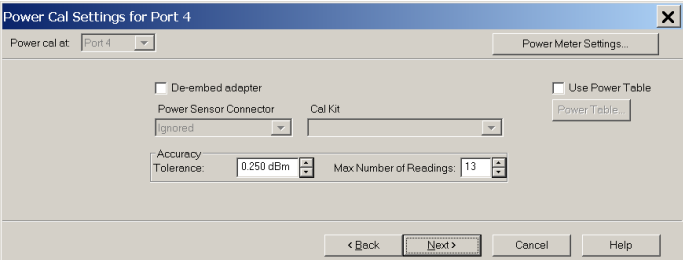 Power Cal Settings for Port 4
Power cal at: Port 4 Power Meter Settings...
De-embed adapter Use Power Table
Power Sensor Connector Cal Kit Power Table...
Ignored
Accuracy
Tolerance: 0.250 dBm Max Number of Readings: 13
< Back Next > Cancel Help